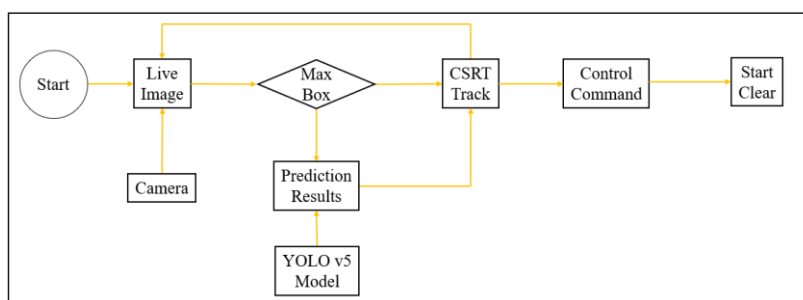 Start
Live
Image
Max
Box
CSRT
Track
Control
Command
Start
Clear
Camera
Prediction
Results
YOLO v5
Model